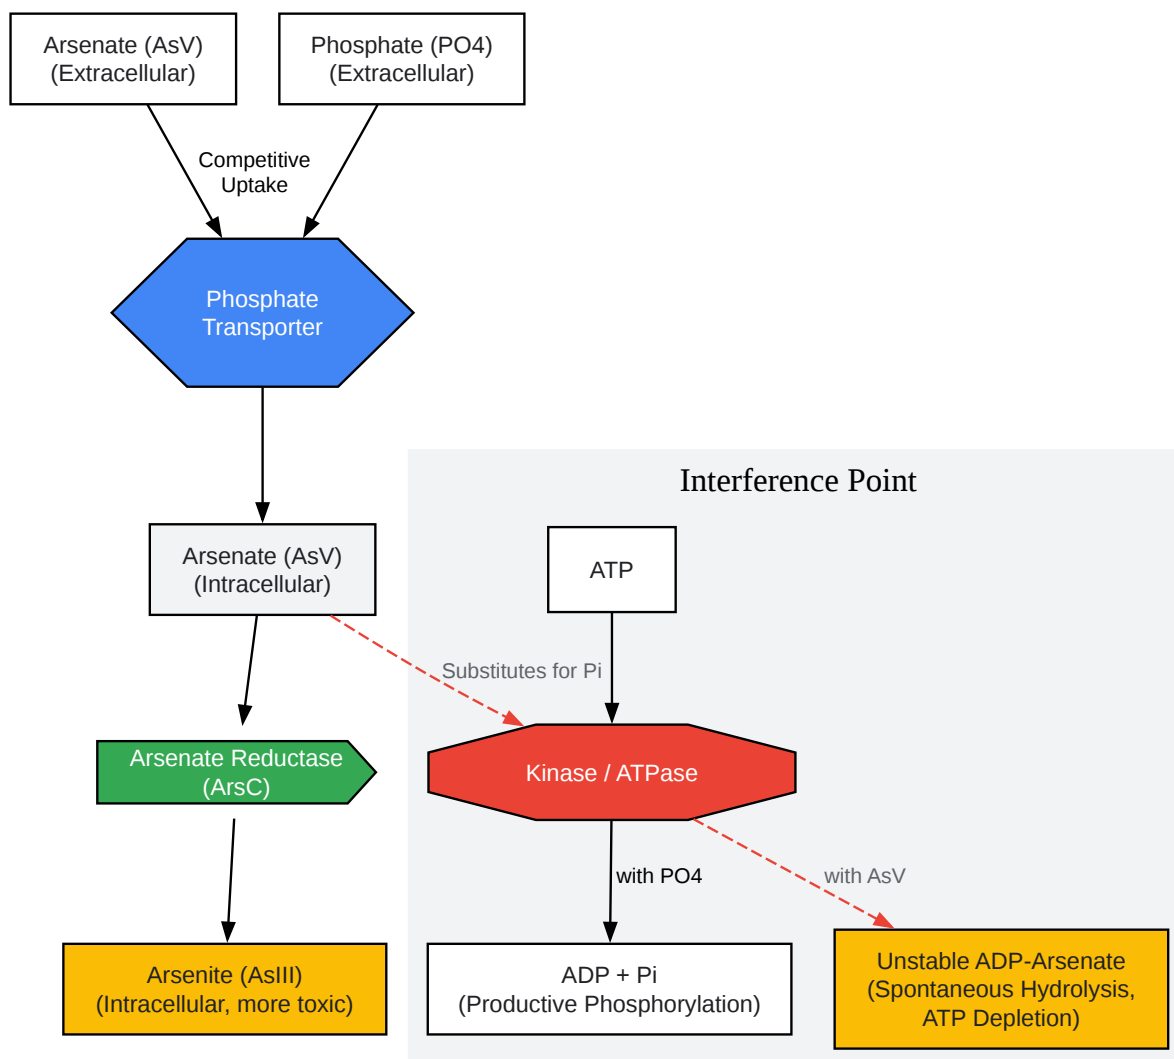 Arsenate (AsV)
(Extracellular)
Phosphate (PO4)
(Extracellular)
Competitive
Uptake
Phosphate
Transporter
Interference Point
Arsenate (AsV)
(Intracellular)
ATP
Substitutes for Pi
Arsenate Reductase
(ArsC)
Kinase / ATPase
with PO4
with AsV
Arsenite (AsIII)
(Intracellular, more toxic)
ADP + Pi
(Productive Phosphorylation)
Unstable ADP-Arsenate
(Spontaneous Hydrolysis,
ATP Depletion)